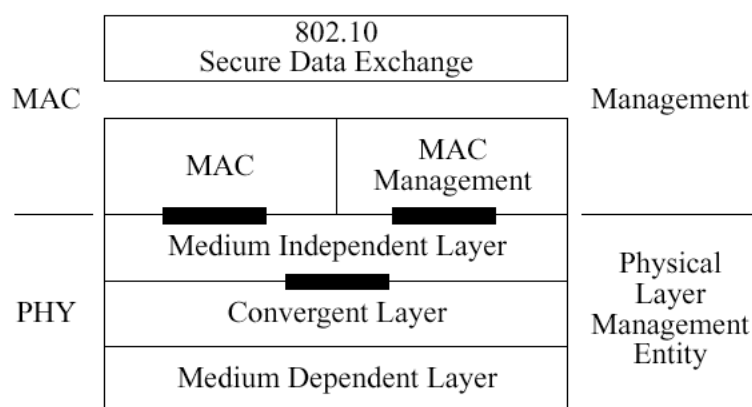 802.10
Secure Data Exchange
MAC
Management
MAC
MAC
Management
Medium Independent Layer
Physical
Layer
Management
Entity
PHY
Convergent Layer
Medium Dependent Layer